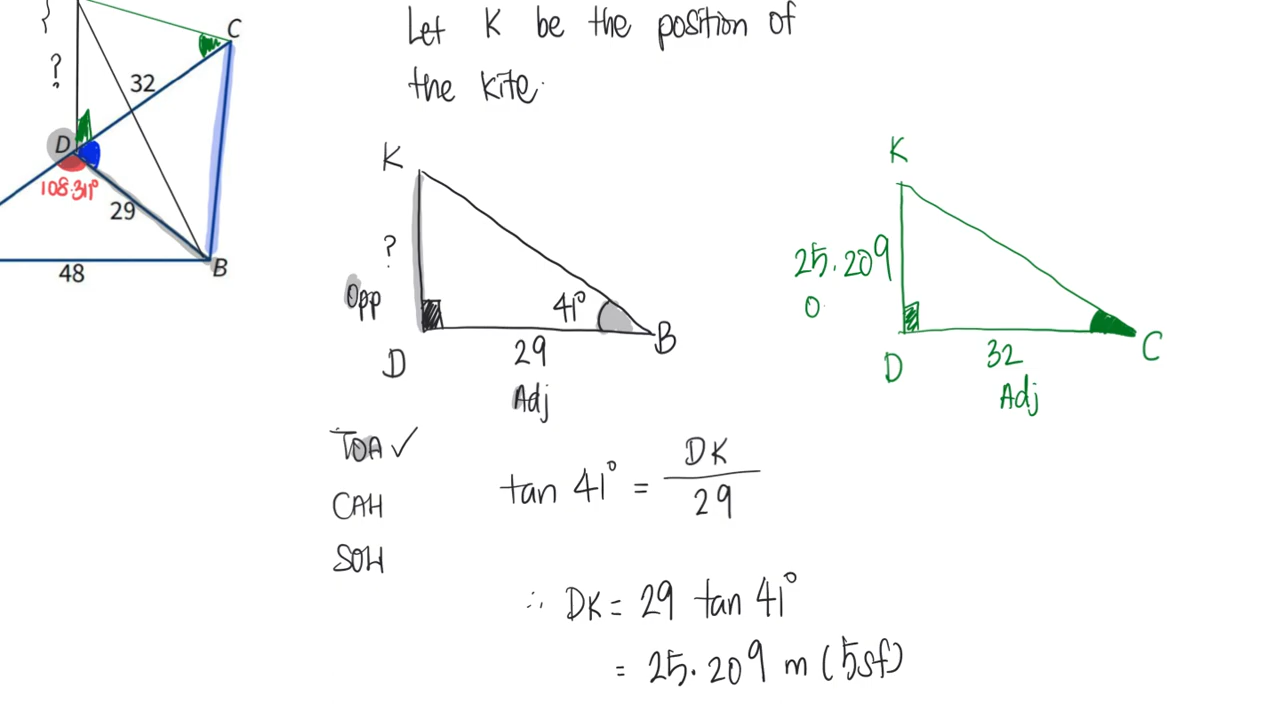 Let K be the position of
the kite.
?
32
C
D
108.31°
29
48
B
K
?
Opp
41°
D
29
B
Adj
K
25.209
O
D
32
C
Adj
TOA ✓
CAH
SOH
tan 41° = DK / 29
∴ DK = 29 tan 41°
= 25.209 m (5sf)